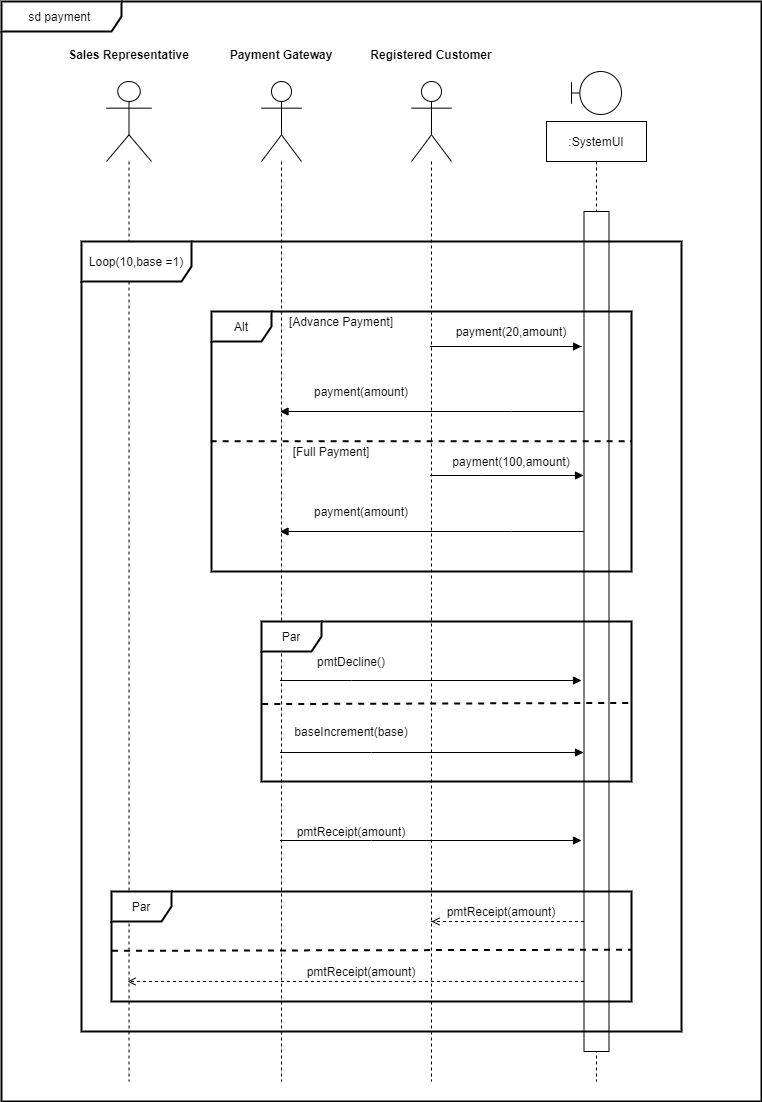 sd payment
Sales Representative
Payment Gateway
Registered Customer
:SystemUI
Loop(10,base =1)
Alt
[Advance Payment]
payment(20,amount)
payment(amount)
[Full Payment]
payment(100,amount)
payment(amount)
Par
pmtDecline()
baseIncrement(base)
pmtReceipt(amount)
Par
pmtReceipt(amount)
pmtReceipt(amount)